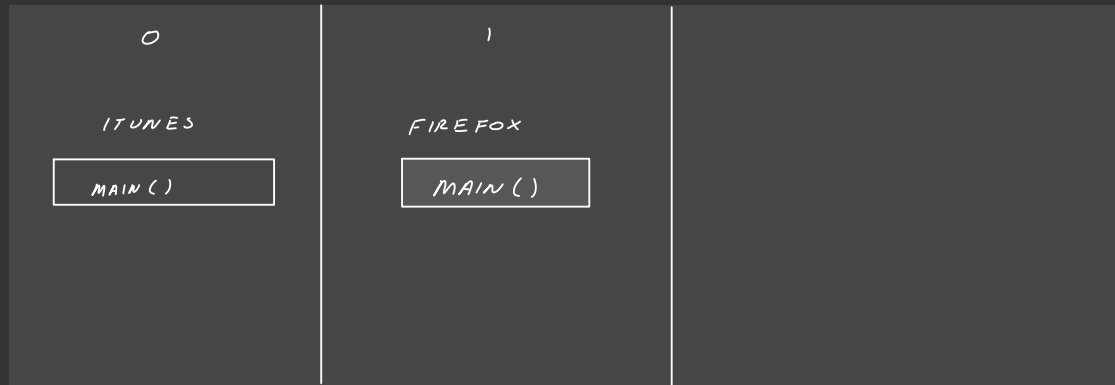 0
1
ITUNES
FIREFOX
MAIN()
MAIN()